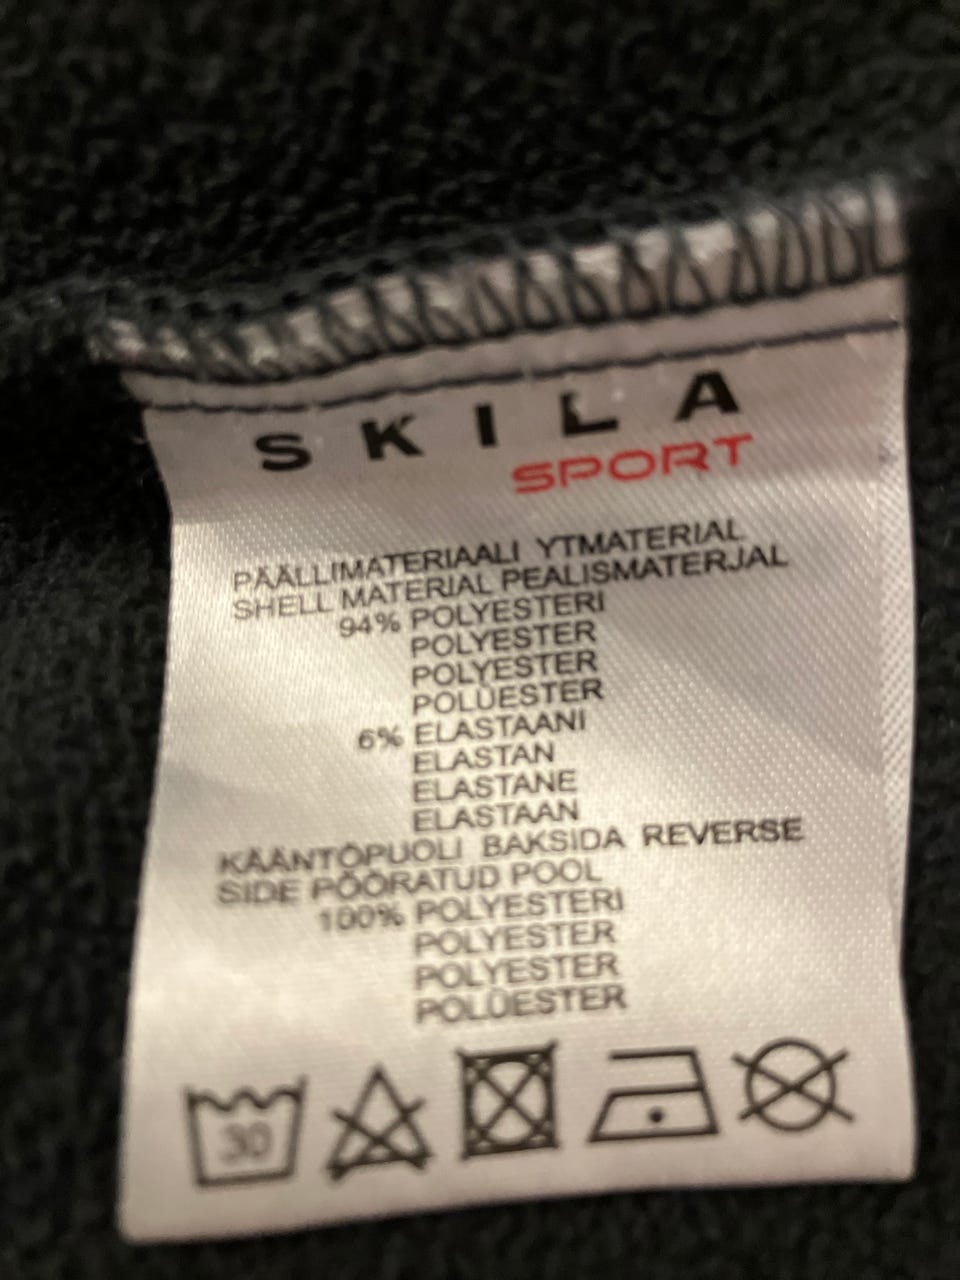 SKILA
SPORT
PÄÄLLIMATERIAALI YTMATERIAL
SHELL MATERIAL PEALISMATERJAL
94% POLYESTERI
POLYESTER
POLYESTER
POLÜESTER
6% ELASTAANI
ELASTAN
ELASTANE
ELASTAAN
KÄÄNTÖPUOLI BAKSIDA REVERSE
SIDE PÖÖRATUD POOL
100% POLYESTERI
POLYESTER
POLYESTER
POLÜESTER
30